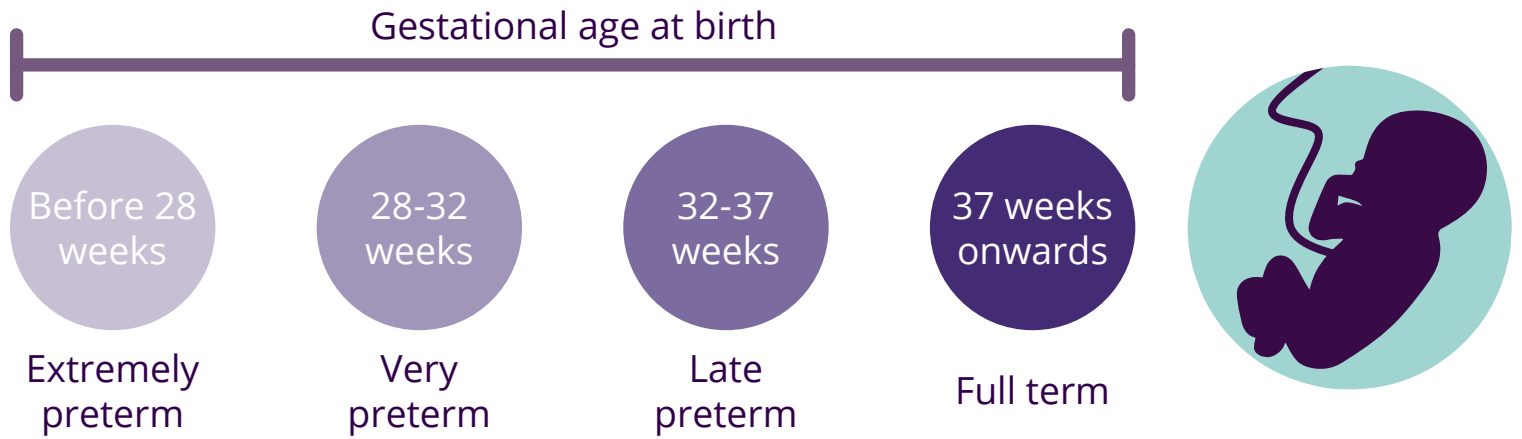 Gestational age at birth
Before 28
weeks
28-32
weeks
32-37
weeks
37 weeks
onwards
Extremely
preterm
Very
preterm
Late
preterm
Full term